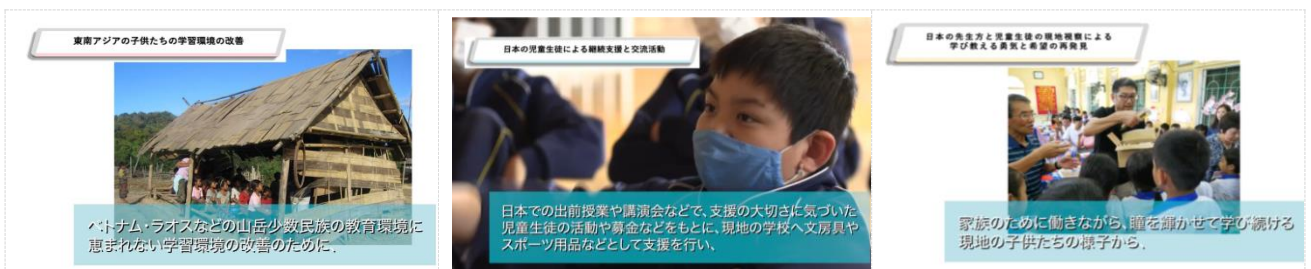 東南アジアの子供たちの学習環境の改善
ベトナム・ラオスなどの山岳少数民族の教育環境に
恵まれない学習環境の改善のために、
日本の児童生徒による継続支援と交流活動
日本での出前授業や講演会などで、支援の大切さに気づいた
児童生徒の活動や募金などをもとに、現地の学校へ文房具や
スポーツ用品などとして支援を行い、
日本の先生方と児童生徒の現地視察による
学び教える勇気と希望の再発見
家族のために働きながら、瞳を輝かせて学び続ける
現地の子供たちの様子から、